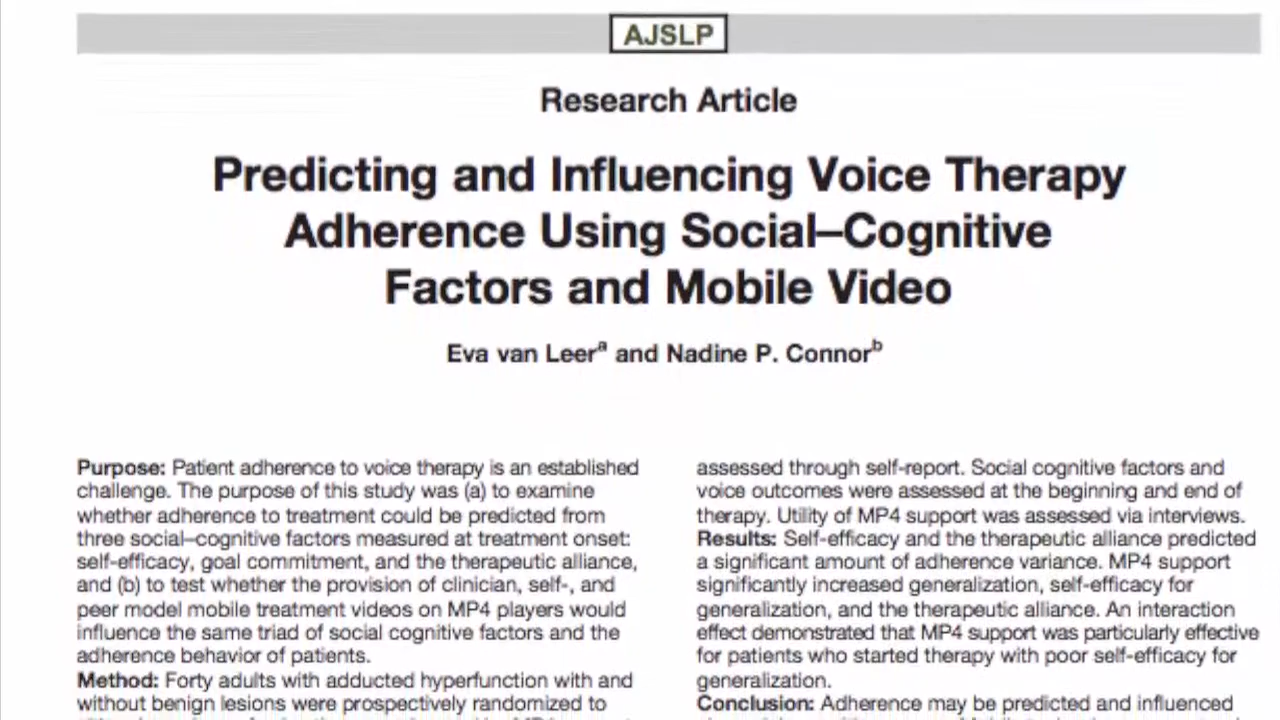 AJSLP
Research Article
Predicting and Influencing Voice Therapy
Adherence Using Social–Cognitive
Factors and Mobile Video
Eva van Leerᵃ and Nadine P. Connorᵇ
Purpose: Patient adherence to voice therapy is an established
challenge. The purpose of this study was (a) to examine
whether adherence to treatment could be predicted from
three social–cognitive factors measured at treatment onset:
self-efficacy, goal commitment, and the therapeutic alliance,
and (b) to test whether the provision of clinician, self-, and
peer model mobile treatment videos on MP4 players would
influence the same triad of social cognitive factors and the
adherence behavior of patients.
Method: Forty adults with adducted hyperfunction with and
without benign lesions were prospectively randomized to
assessed through self-report. Social cognitive factors and
voice outcomes were assessed at the beginning and end of
therapy. Utility of MP4 support was assessed via interviews.
Results: Self-efficacy and the therapeutic alliance predicted
a significant amount of adherence variance. MP4 support
significantly increased generalization, self-efficacy for
generalization, and the therapeutic alliance. An interaction
effect demonstrated that MP4 support was particularly effective
for patients who started therapy with poor self-efficacy for
generalization.
Conclusion: Adherence may be predicted and influenced